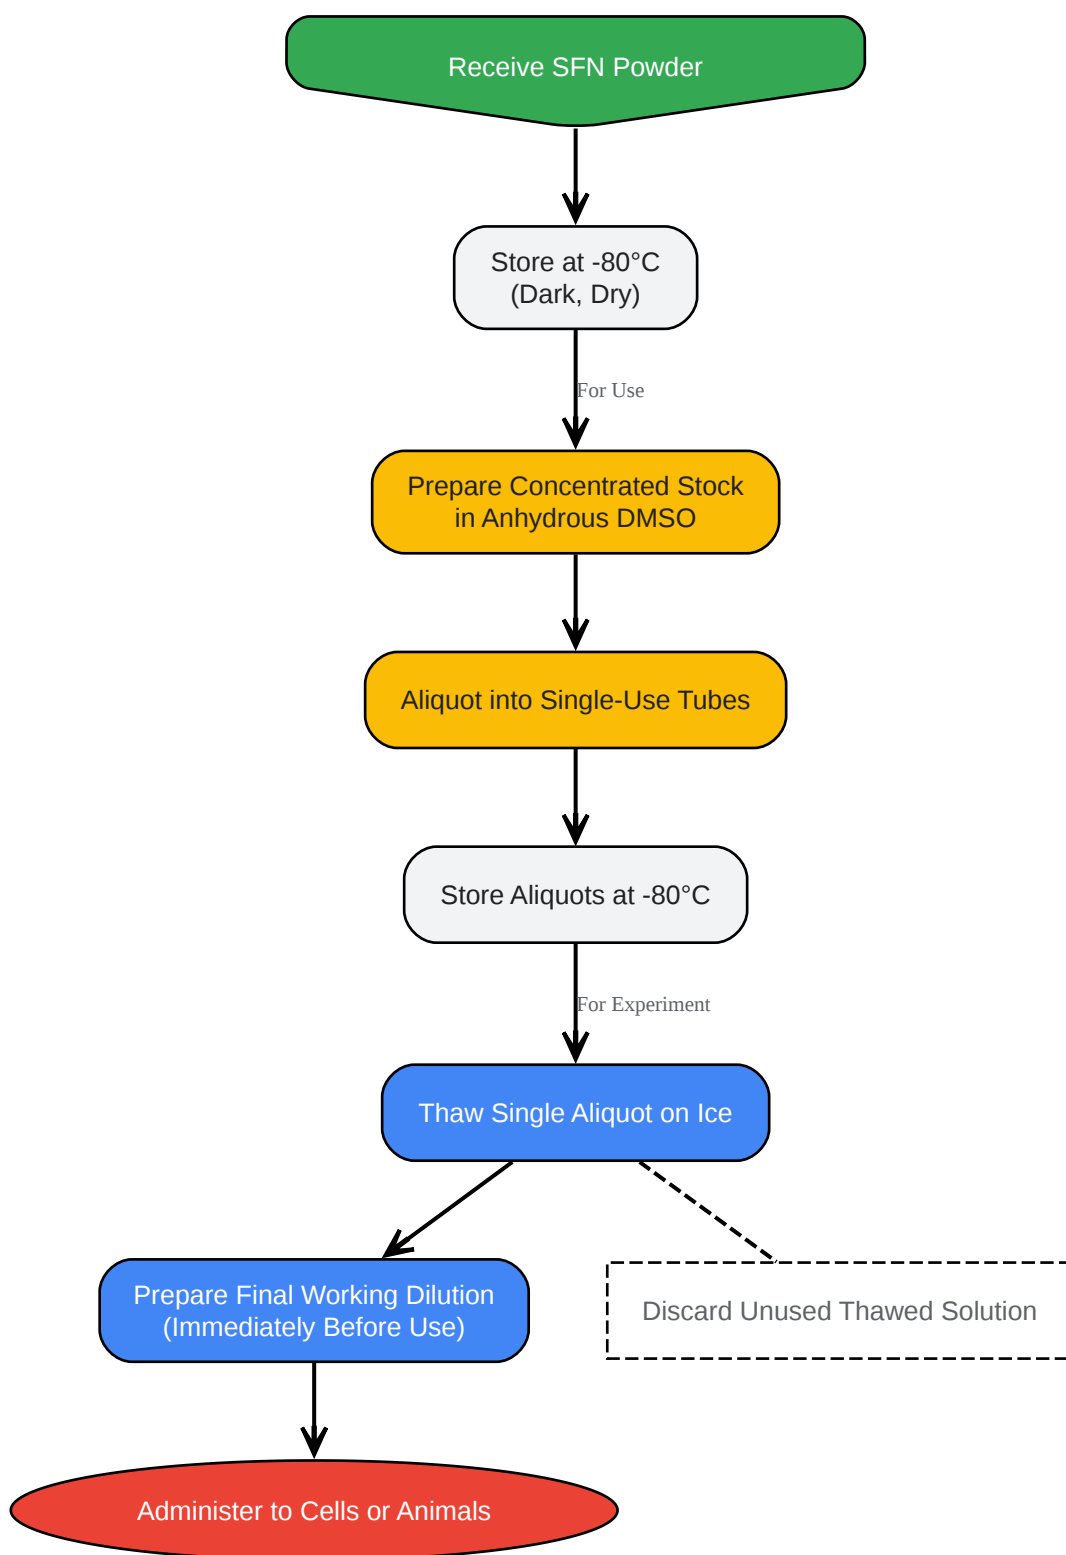 Receive SFN Powder
Store at -80°C
(Dark, Dry)
For Use
Prepare Concentrated Stock
in Anhydrous DMSO
Aliquot into Single-Use Tubes
Store Aliquots at -80°C
For Experiment
Thaw Single Aliquot on Ice
Prepare Final Working Dilution
(Immediately Before Use)
Discard Unused Thawed Solution
Administer to Cells or Animals